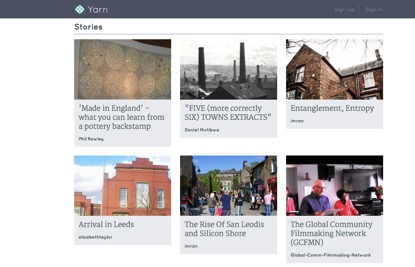 Yarn
Sign Up
Sign In
Stories
'Made in England' –
what you can learn from
a pottery backstamp
Phil Rowley
"FIVE (more correctly
SIX) TOWNS EXTRACTS"
Daniel Mutibwa
Entanglement, Entropy
imran
Arrival in Leeds
elizabethtaylor
The Rise Of San Leodis
and Silicon Shore
imran
The Global Community
Filmmaking Network
(GCFMN)
Global-Comm-Filmmaking-Network